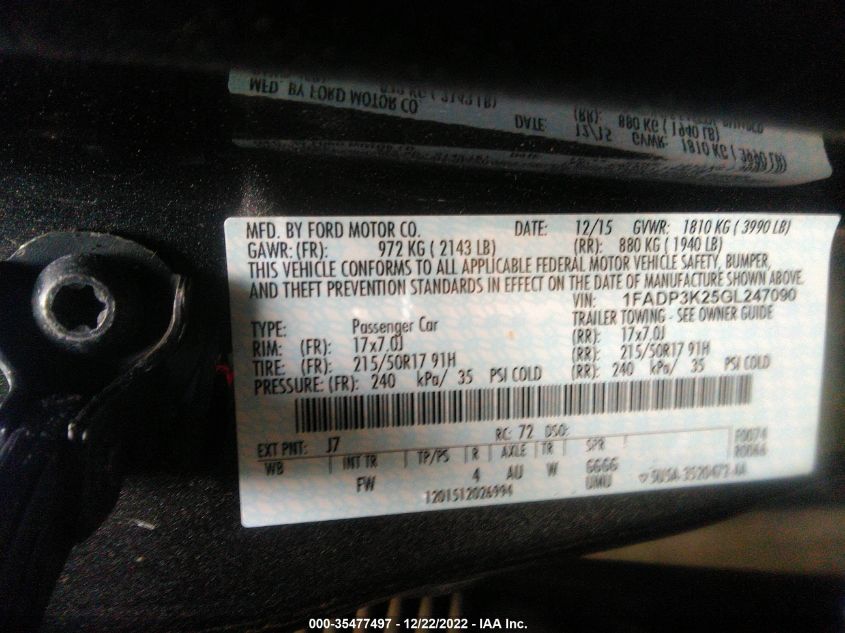 MFD. BY FORD MOTOR CO. DATE: 12/15 GVWR: 1810 KG ( 3990 LB)
GAWR: (FR): 972 KG ( 2143 LB) (RR): 880 KG ( 1940 LB)
THIS VEHICLE CONFORMS TO ALL APPLICABLE FEDERAL MOTOR VEHICLE SAFETY, BUMPER,
AND THEFT PREVENTION STANDARDS IN EFFECT ON THE DATE OF MANUFACTURE SHOWN ABOVE.
VIN: 1FADP3K25GL247090
TYPE: Passenger Car TRAILER TOWING - SEE OWNER GUIDE
RIM: (FR): 17x7.0J (RR): 17x7.0J
TIRE: (FR): 215/50R17 91H (RR): 215/50R17 91H
PRESSURE: (FR): 240 kPa/ 35 PSI COLD (RR): 240 kPa/ 35 PSI COLD
EXT PNT: J7 RC: 72 DSO:
WB INT TR TP/PS R AXLE TR SPR
FW 4 AU W GGGG
UMU
1201512026994
000-35477497 - 12/22/2022 - IAA Inc.